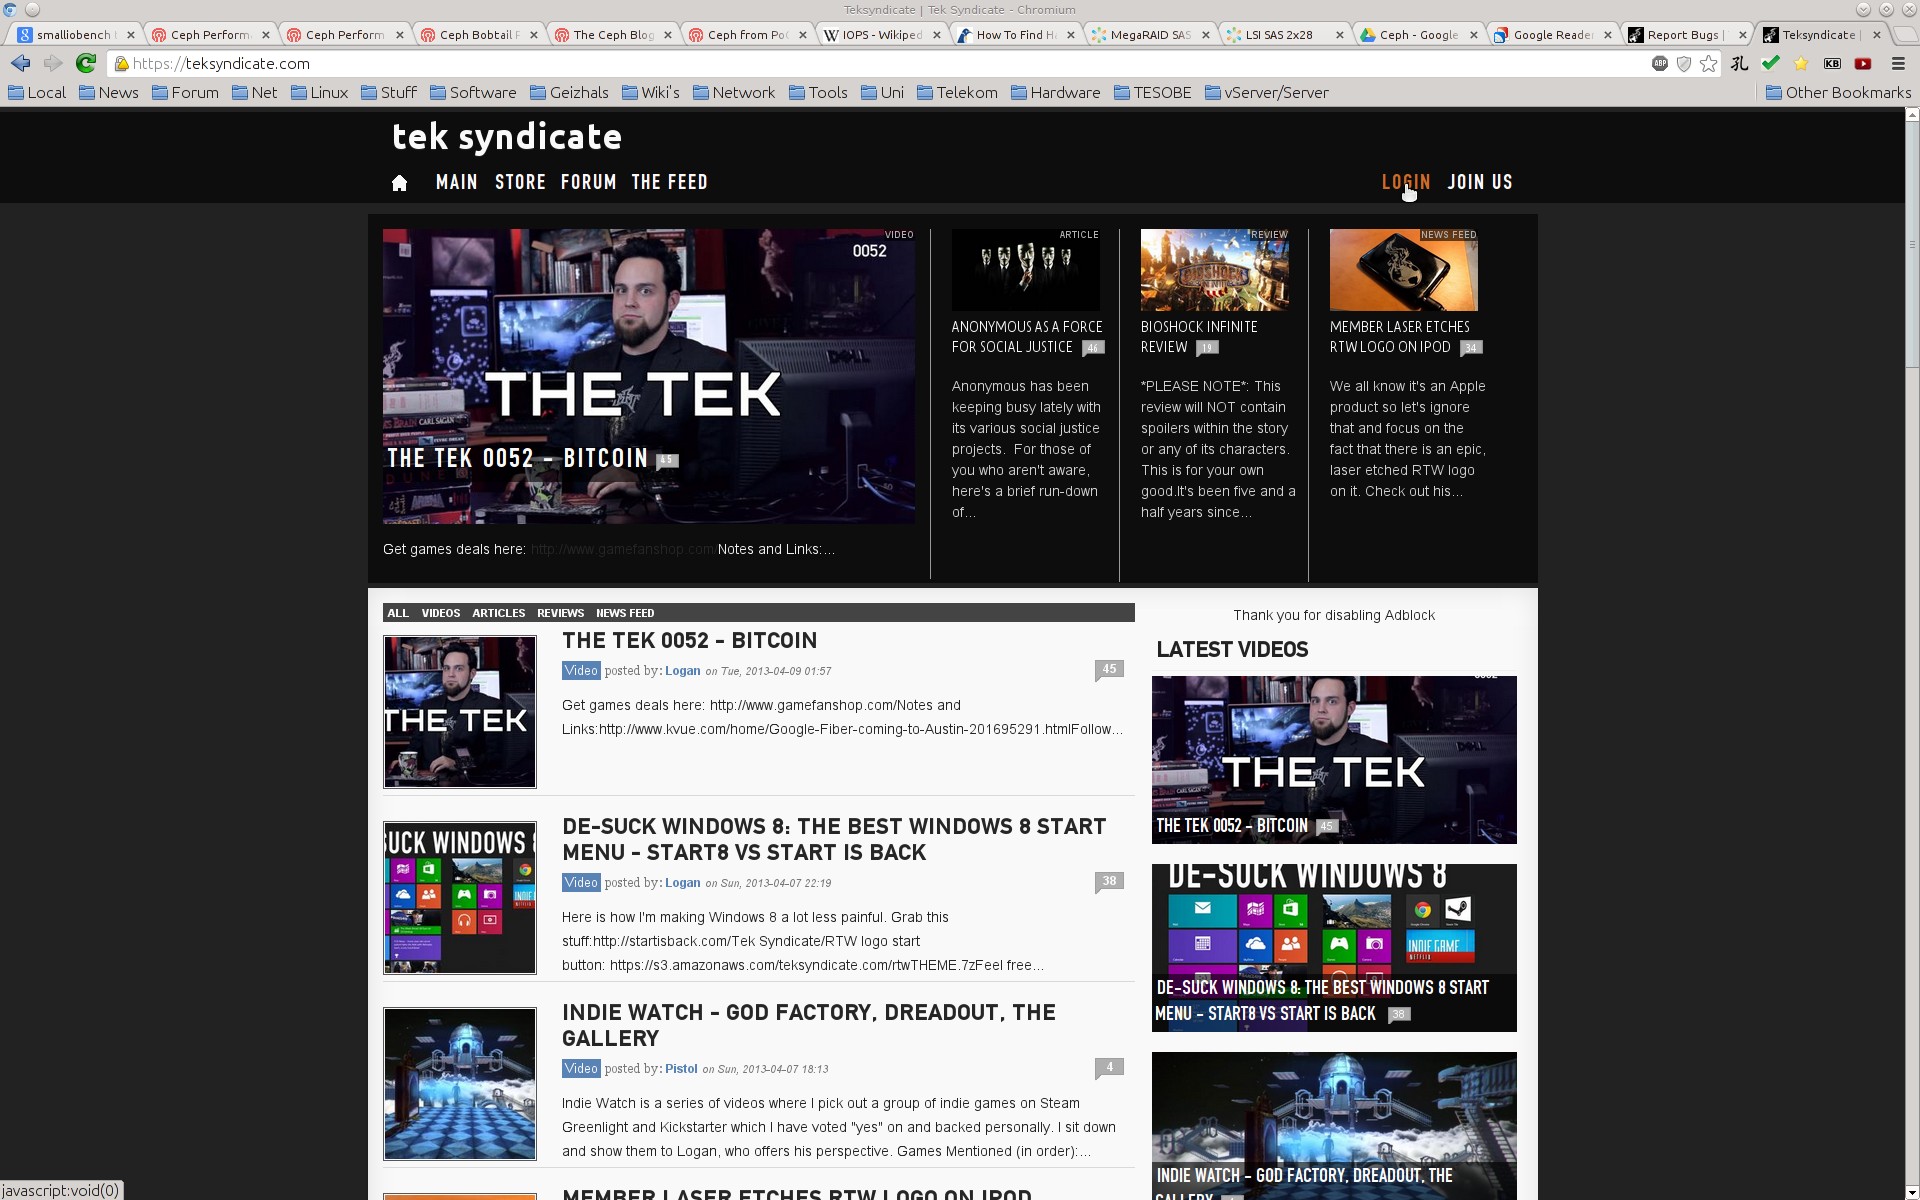 Teksyndicate | Tek Syndicate - Chromium
smalliobench
Ceph Perform
Ceph Perform
Ceph Bobtail
The Ceph Blog
Ceph from Po
IOPS - Wikiped
How To Find
MegaRAID SAS
LSI SAS 2x28
Ceph - Google
Google Reade
Report Bugs |
Teksyndicate |
https://teksyndicate.com
ABP
KB
Local News Forum Net Linux Stuff Software Geizhals Wiki's Network Tools Uni Telekom Hardware TESOBE vServer/Server Other Bookmarks
tek syndicate
MAIN STORE FORUM THE FEED LOGIN JOIN US
VIDEO
0052
DELL
CARL SAGAN
THE TEK
THE TEK 0052 - BITCOIN 45
Get games deals here: http://www.gamefanshop.com/Notes and Links:...
ARTICLE
ANONYMOUS AS A FORCE
FOR SOCIAL JUSTICE 46
Anonymous has been
keeping busy lately with
its various social justice
projects. For those of
you who aren't aware,
here's a brief run-down
of...
REVIEW
BIOSHOCK
INFINITE
BIOSHOCK INFINITE
REVIEW 19
*PLEASE NOTE*: This
review will NOT contain
spoilers within the story
or any of its characters.
This is for your own
good.It's been five and a
half years since...
NEWS FEED
MEMBER LASER ETCHES
RTW LOGO ON IPOD 34
We all know it's an Apple
product so let's ignore
that and focus on the
fact that there is an epic,
laser etched RTW logo
on it. Check out his...
ALL VIDEOS ARTICLES REVIEWS NEWS FEED
THE TEK
THE TEK 0052 - BITCOIN
Video posted by: Logan on Tue, 2013-04-09 01:57
45
Get games deals here: http://www.gamefanshop.com/Notes and
Links:http://www.kvue.com/home/Google-Fiber-coming-to-Austin-201695291.htmlFollow...
SUCK WINDOWS 8
DE-SUCK WINDOWS 8: THE BEST WINDOWS 8 START
MENU - START8 VS START IS BACK
Video posted by: Logan on Sun, 2013-04-07 22:19
38
Here is how I'm making Windows 8 a lot less painful. Grab this
stuff:http://startisback.com/Tek Syndicate/RTW logo start
button: https://s3.amazonaws.com/teksyndicate.com/rtwTHEME.7zFeel free...
INDIE WATCH - GOD FACTORY, DREADOUT, THE
GALLERY
Video posted by: Pistol on Sun, 2013-04-07 18:13
4
Indie Watch is a series of videos where I pick out a group of indie games on Steam
Greenlight and Kickstarter which I have voted "yes" on and backed personally. I sit down
and show them to Logan, who offers his perspective. Games Mentioned (in order):...
MEMBER LASER ETCHES RTW LOGO ON IPOD
Thank you for disabling Adblock
LATEST VIDEOS
0052
DELL
THE TEK
THE TEK 0052 - BITCOIN 45
DE-SUCK WINDOWS 8
INDIE GAME
NETFLIX
DE-SUCK WINDOWS 8: THE BEST WINDOWS 8 START
MENU - START8 VS START IS BACK 38
INDIE WATCH - GOD FACTORY, DREADOUT, THE
GALLERY 4
javascript:void(0)